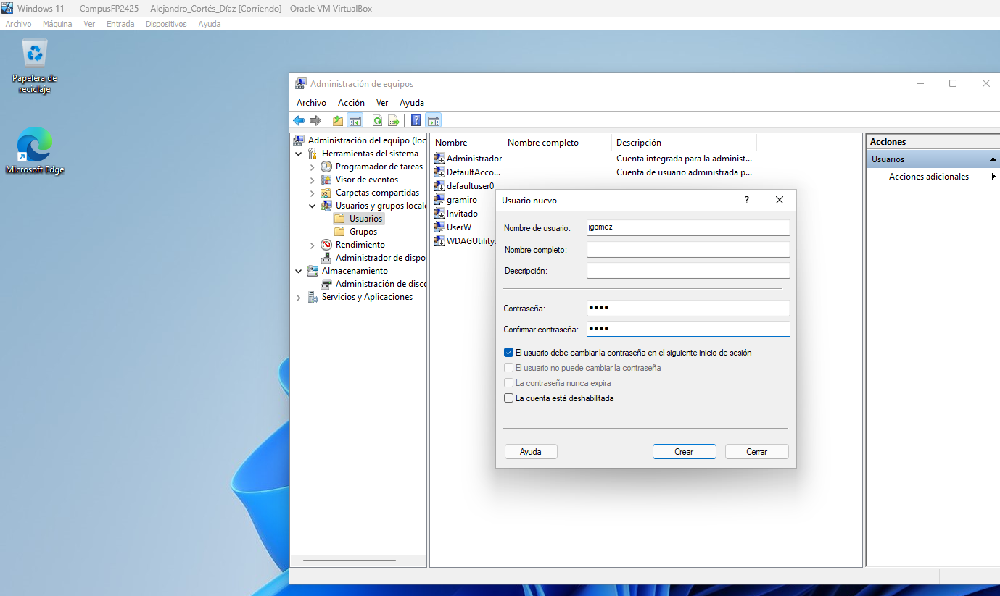 Windows 11 --- CampusFP2425 -- Alejandro_Cortés_Díaz [Corriendo] - Oracle VM VirtualBox
Archivo Máquina Ver Entrada Dispositivos Ayuda
Papelera de
reciclaje
Microsoft Edge
Administración de equipos
Archivo Acción Ver Ayuda
Administración del equipo (loc
Herramientas del sistema
Programador de tareas
Visor de eventos
Carpetas compartidas
Usuarios y grupos locale
Usuarios
Grupos
Rendimiento
Administrador de dispo
Almacenamiento
Administración de disco
Servicios y Aplicaciones
Nombre Nombre completo Descripción
Administrador Cuenta integrada para la administ...
DefaultAcco... Cuenta de usuario administrada p...
defaultuser0
gramiro
Invitado
UserW
WDAGUtility.
Acciones
Usuarios
Acciones adicionales
Usuario nuevo ?
Nombre de usuario: jgomez
Nombre completo:
Descripción:
Contraseña: ••••
Confirmar contraseña: ••••
El usuario debe cambiar la contraseña en el siguiente inicio de sesión
El usuario no puede cambiar la contraseña
La contraseña nunca expira
La cuenta está deshabilitada
Ayuda Crear Cerrar